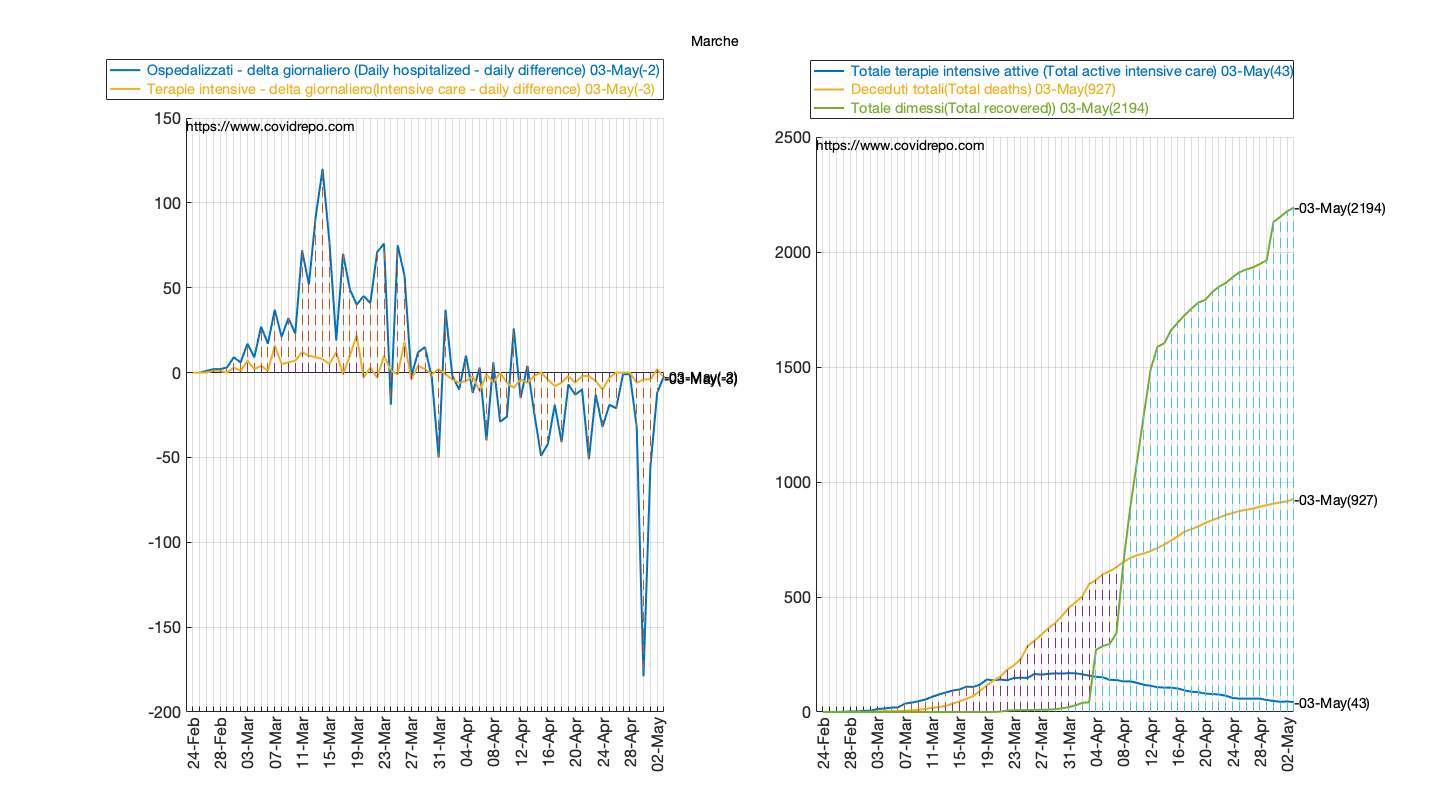 Marche
Ospedalizzati - delta giornaliero (Daily hospitalized - daily difference) 03-May(-2)
Terapie intensive - delta giornaliero(Intensive care - daily difference) 03-May(-3)
150
https://www.covidrepo.com
100
50
0
-50
-100
-150
-200
-03-May(-2)
-03-May(-3)
24-Feb
28-Feb
03-Mar
07-Mar
11-Mar
15-Mar
19-Mar
23-Mar
27-Mar
31-Mar
04-Apr
08-Apr
12-Apr
16-Apr
20-Apr
24-Apr
28-Apr
02-May
Totale terapie intensive attive (Total active intensive care) 03-May(43)
Deceduti totali(Total deaths) 03-May(927)
Totale dimessi(Total recovered)) 03-May(2194)
2500
https://www.covidrepo.com
2000
1500
1000
500
0
-03-May(2194)
-03-May(927)
-03-May(43)
24-Feb
28-Feb
03-Mar
07-Mar
11-Mar
15-Mar
19-Mar
23-Mar
27-Mar
31-Mar
04-Apr
08-Apr
12-Apr
16-Apr
20-Apr
24-Apr
28-Apr
02-May